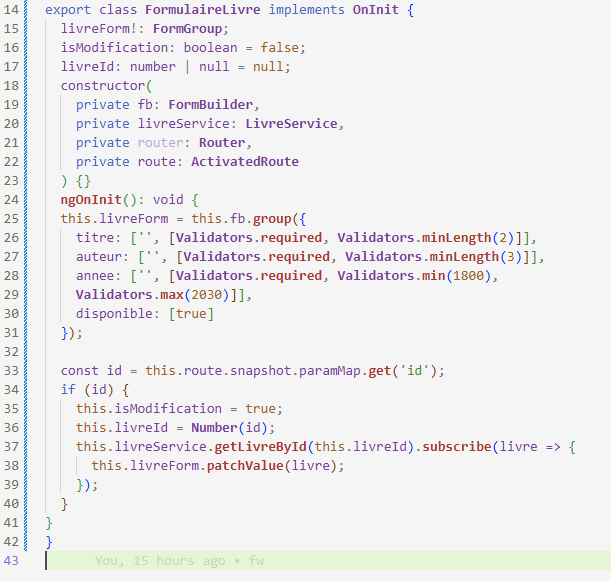 14 export class FormulaireLivre implements OnInit {
15 livreForm!: FormGroup;
16 isModification: boolean = false;
17 livreId: number | null = null;
18 constructor(
19 private fb: FormBuilder,
20 private livreService: LivreService,
21 private router: Router,
22 private route: ActivatedRoute
23 ) {}
24 ngOnInit(): void {
25 this.livreForm = this.fb.group({
26 titre: ['', [Validators.required, Validators.minLength(2)]],
27 auteur: ['', [Validators.required, Validators.minLength(3)]],
28 annee: ['', [Validators.required, Validators.min(1800),
29 Validators.max(2030)]],
30 disponible: [true]
31 });
32
33 const id = this.route.snapshot.paramMap.get('id');
34 if (id) {
35 this.isModification = true;
36 this.livreId = Number(id);
37 this.livreService.getLivreById(this.livreId).subscribe(livre => {
38 this.livreForm.patchValue(livre);
39 });
40 }
41 }
42 }
43 You, 15 hours ago • fw